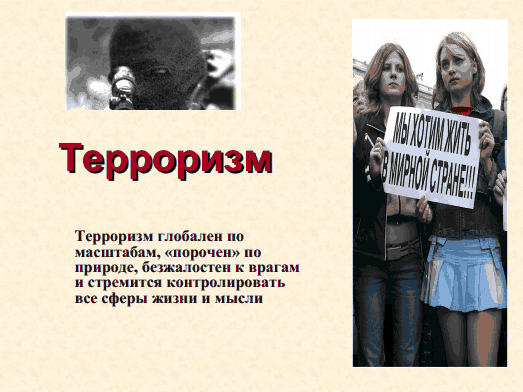 Терроризм
Терроризм глобален по
масштабам, «порочен» по
природе, безжалостен к врагам
и стремится контролировать
все сферы жизни и мысли
МЫ ХОТИМ ЖИТЬ
В МИРНОЙ СТРАНЕ!!!